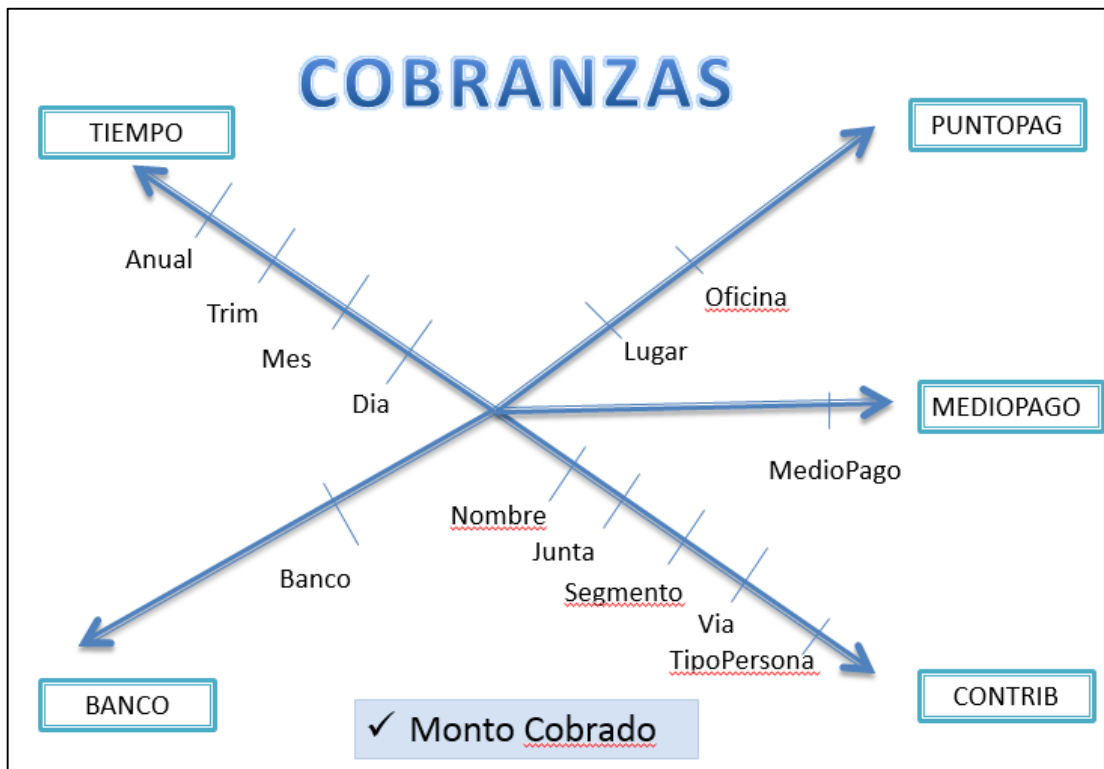 COBRANZAS
TIEMPO
PUNTOPAG
Anual
Trim
Mes
Dia
Oficina
Lugar
MEDIOPAGO
MedioPago
Nombre
Junta
Segmento
Via
TipoPersona
Banco
BANCO
CONTRIB
✓ Monto Cobrado